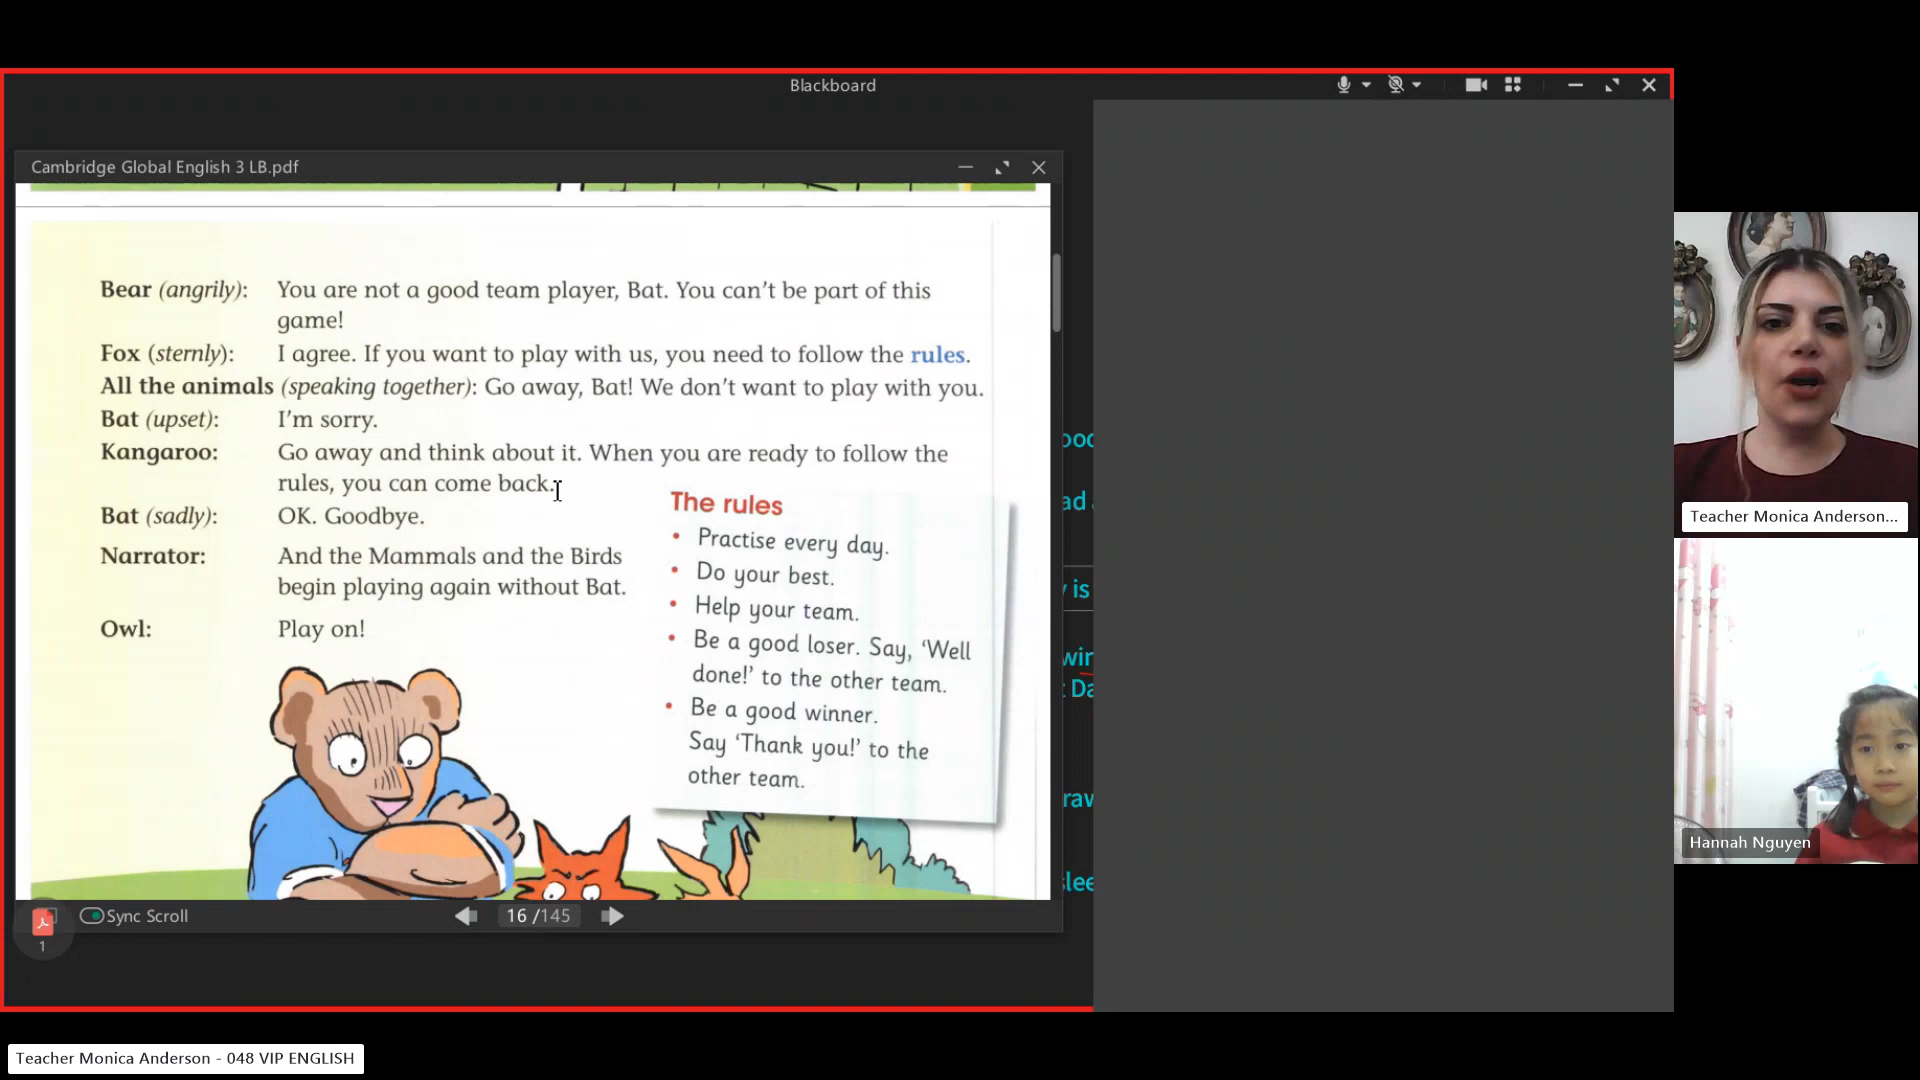 Blackboard
Cambridge Global English 3 LB.pdf
Bear (angrily): You are not a good team player, Bat. You can't be part of this
game!
Fox (sternly): I agree. If you want to play with us, you need to follow the rules.
All the animals (speaking together): Go away, Bat! We don't want to play with you.
Bat (upset): I'm sorry.
Kangaroo: Go away and think about it. When you are ready to follow the
rules, you can come back.
Bat (sadly): OK. Goodbye.
Narrator: And the Mammals and the Birds
begin playing again without Bat.
Owl: Play on!
The rules
• Practise every day.
• Do your best.
• Help your team.
• Be a good loser. Say, 'Well
done!' to the other team.
• Be a good winner.
Say 'Thank you!' to the
other team.
is
Sync Scroll
16 /145
1
Teacher Monica Anderson...
Hannah Nguyen
Teacher Monica Anderson - 048 VIP ENGLISH